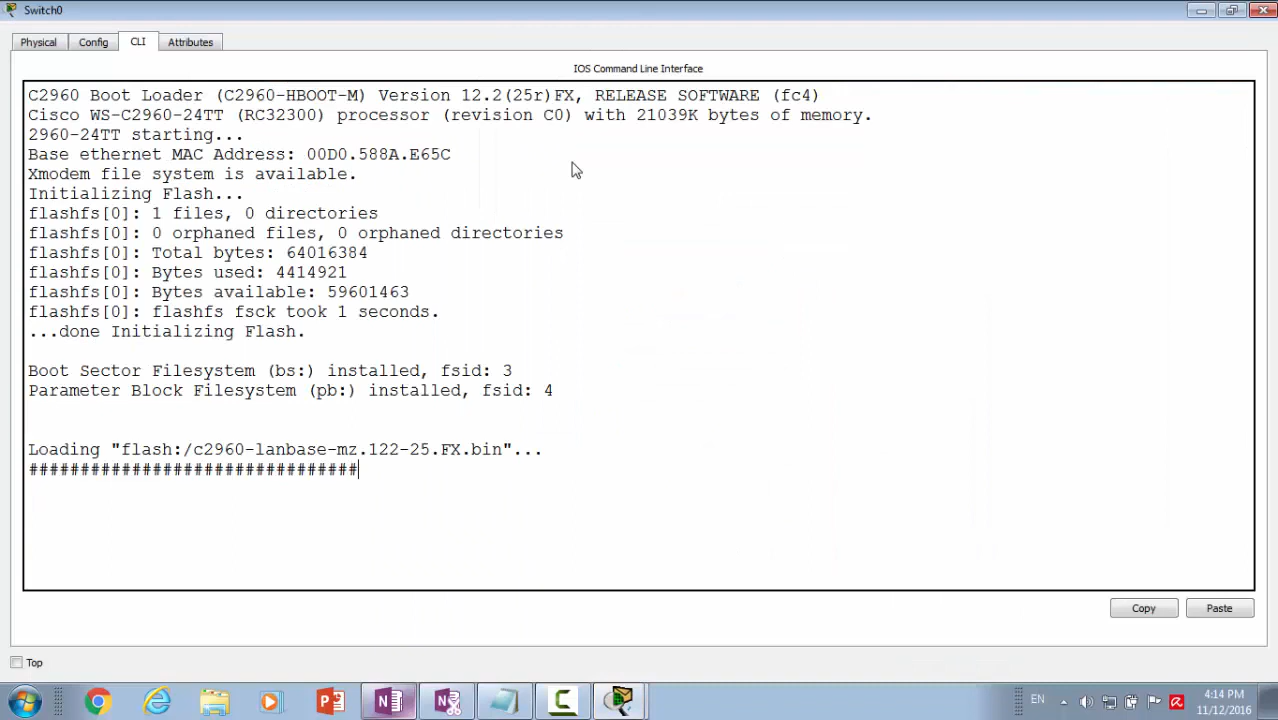 Switch0
Physical
Config
CLI
Attributes
IOS Command Line Interface
C2960 Boot Loader (C2960-HBOOT-M) Version 12.2(25r)FX, RELEASE SOFTWARE (fc4)
Cisco WS-C2960-24TT (RC32300) processor (revision C0) with 21039K bytes of memory.
2960-24TT starting...
Base ethernet MAC Address: 00D0.588A.E65C
Xmodem file system is available.
Initializing Flash...
flashfs[0]: 1 files, 0 directories
flashfs[0]: 0 orphaned files, 0 orphaned directories
flashfs[0]: Total bytes: 64016384
flashfs[0]: Bytes used: 4414921
flashfs[0]: Bytes available: 59601463
flashfs[0]: flashfs fsck took 1 seconds.
...done Initializing Flash.
Boot Sector Filesystem (bs:) installed, fsid: 3
Parameter Block Filesystem (pb:) installed, fsid: 4
Loading "flash:/c2960-lanbase-mz.122-25.FX.bin"...
################################
Copy
Paste
Top
EN
4:14 PM
11/12/2016